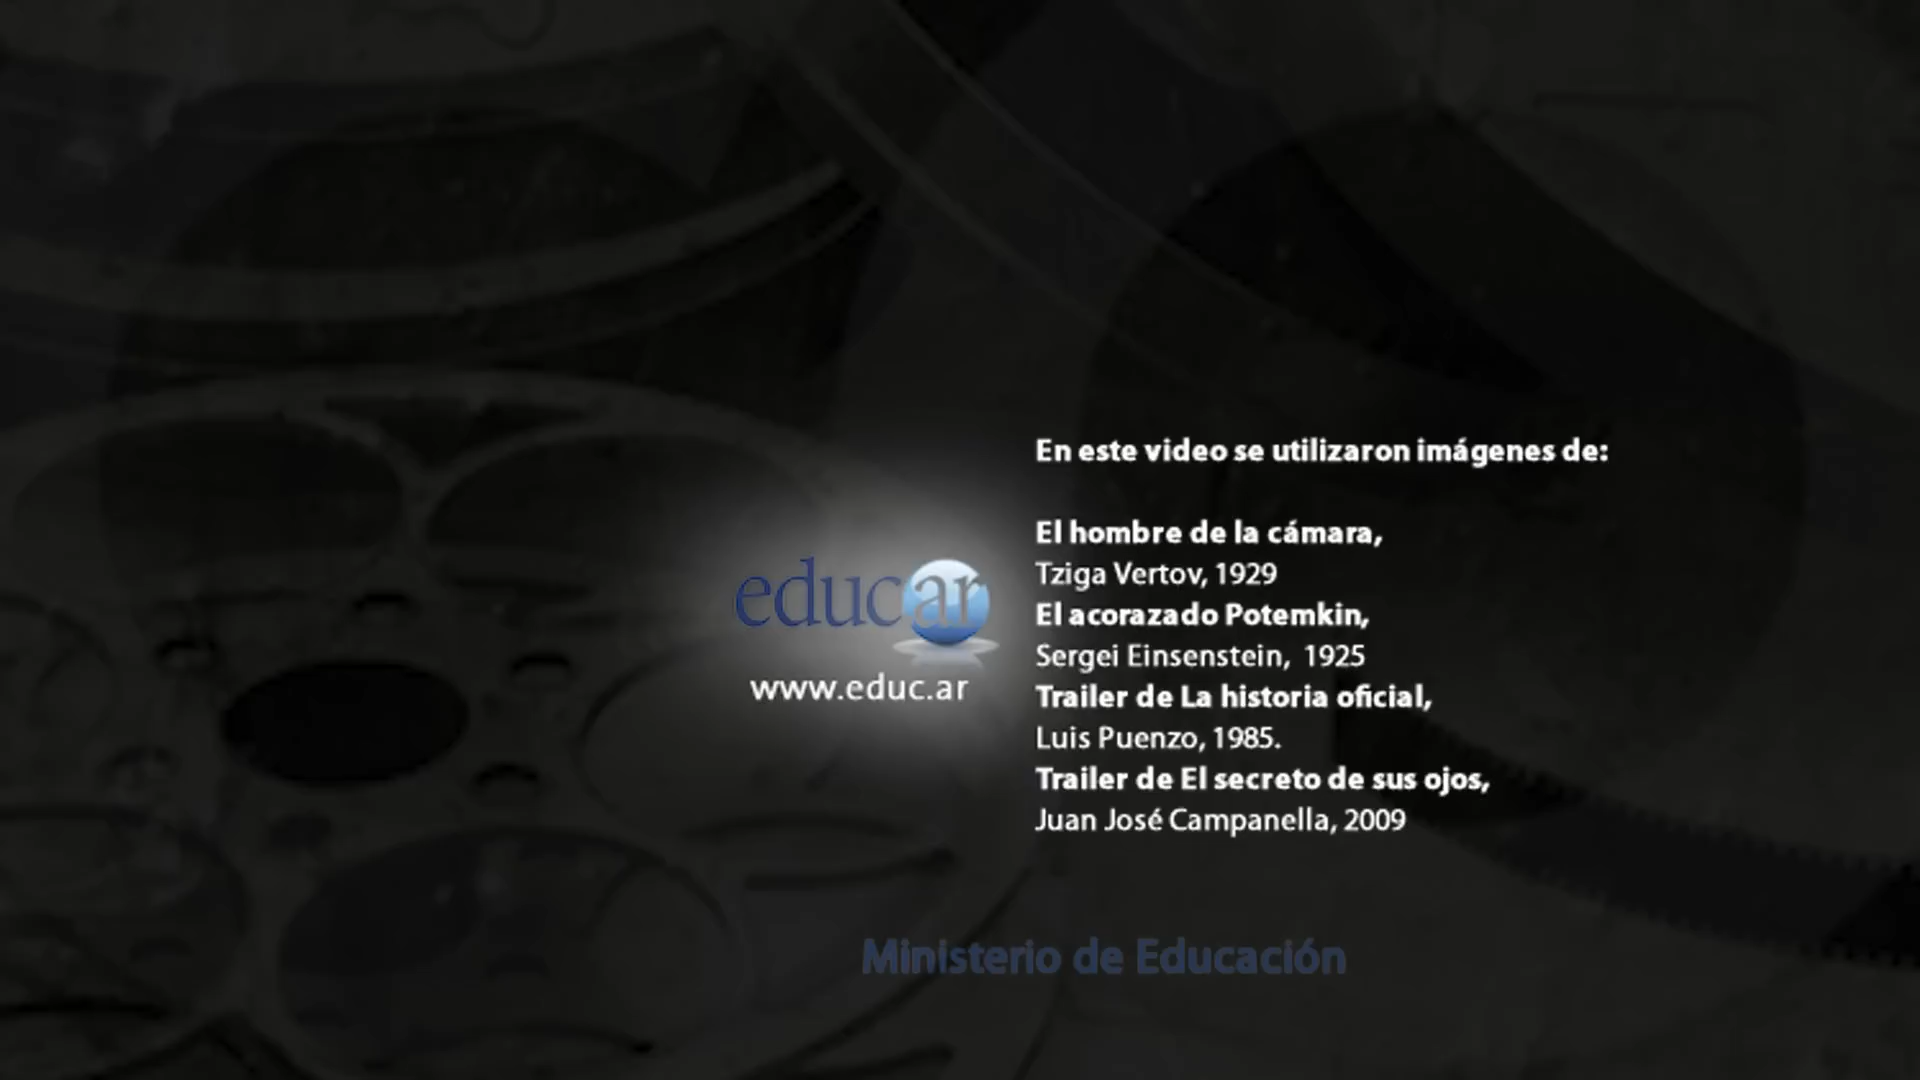 En este video se utilizaron imágenes de:
El hombre de la cámara,
Tziga Vertov, 1929
El acorazado Potemkin,
Sergei Einsenstein, 1925
Trailer de La historia oficial,
Luis Puenzo, 1985.
Trailer de El secreto de sus ojos,
Juan José Campanella, 2009
educar
www.educ.ar
Ministerio de Educación